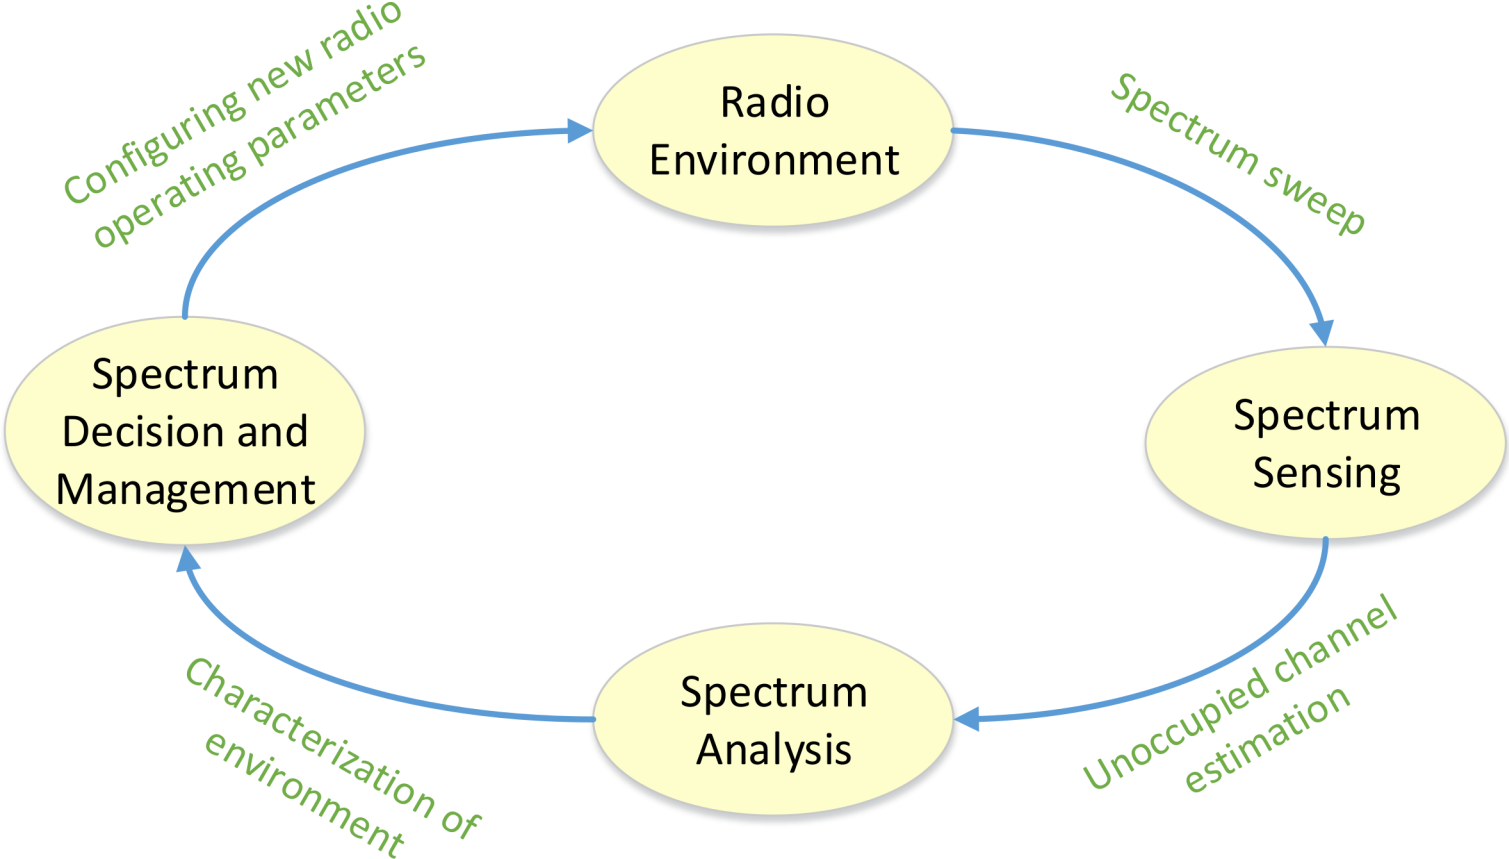 Configuring new radio
operating parameters
Radio
Environment
Spectrum sweep
Spectrum
Decision and
Management
Spectrum
Sensing
Characterization of
environment
Spectrum
Analysis
Unoccupied channel
estimation